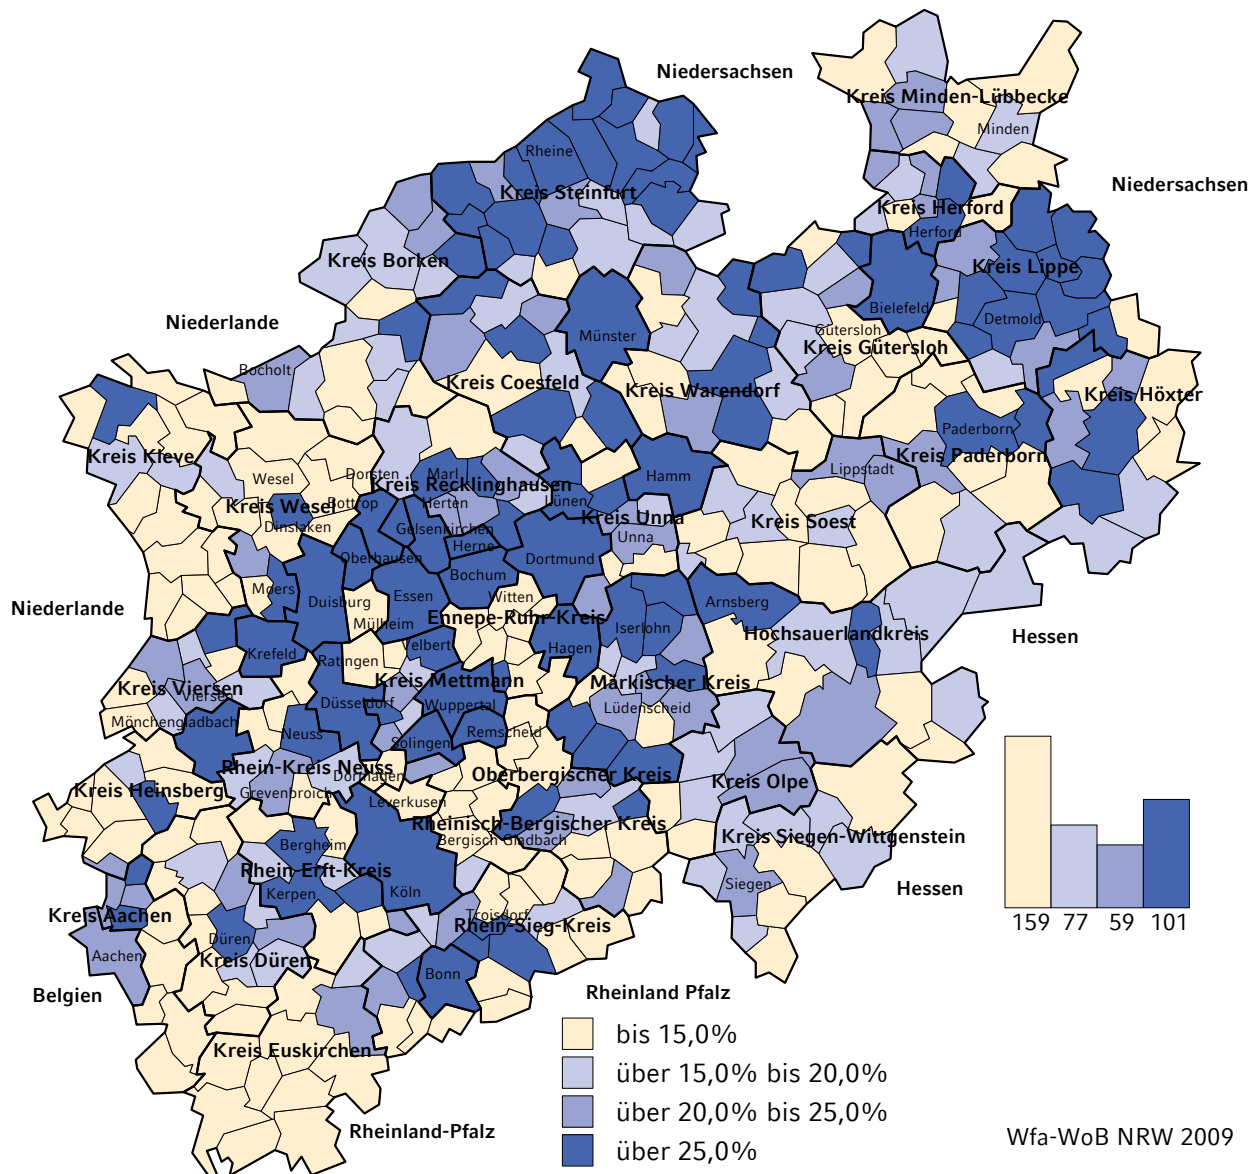 Niedersachsen
Kreis Minden-Lübbecke
Minden
Rheine
Niedersachsen
Kreis Steinfurt
Kreis Herford
Herford
Kreis Borken
Kreis Lippe
Bielefeld
Detmold
Niederlande
Gütersloh
Münster
Kreis Gütersloh
Bocholt
Kreis Coesfeld
Kreis Warendorf
Kreis Höxter
Paderborn
Kreis Kleve
Kreis Paderborn
Lippstadt
Wesel
Dorsten
Marl
Hamm
Kreis Recklinghausen
Kreis Wesel
Bottrop
Herten
Lünen
Kreis Unna
Kreis Soest
Dinslaken
Gelsenkirchen
Unna
Herne
Oberhausen
Dortmund
Bochum
Moers
Duisburg
Essen
Witten
Arnsberg
Niederlande
Mülheim
Ennepe-Ruhr-Kreis
Iserlohn
Hochsauerlandkreis
Hessen
Krefeld
Ratingen
Velbert
Hagen
Kreis Viersen
Viersen
Kreis Mettmann
Märkischer Kreis
Düsseldorf
Wuppertal
Lüdenscheid
Mönchengladbach
Neuss
Solingen
Remscheid
Rhein-Kreis Neuss
Dormagen
Oberbergischer Kreis
Kreis Olpe
Kreis Heinsberg
Grevenbroich
Leverkusen
Rheinisch-Bergischer Kreis
Bergisch Gladbach
Kreis Siegen-Wittgenstein
Bergheim
Rhein-Erft-Kreis
Kerpen
Köln
Siegen
Hessen
Kreis Aachen
Troisdorf
Rhein-Sieg-Kreis
159 77 59 101
Düren
Aachen
Kreis Düren
Bonn
Belgien
Rheinland Pfalz
bis 15,0%
Kreis Euskirchen
über 15,0% bis 20,0%
über 20,0% bis 25,0%
Rheinland-Pfalz
Wfa-WoB NRW 2009
über 25,0%